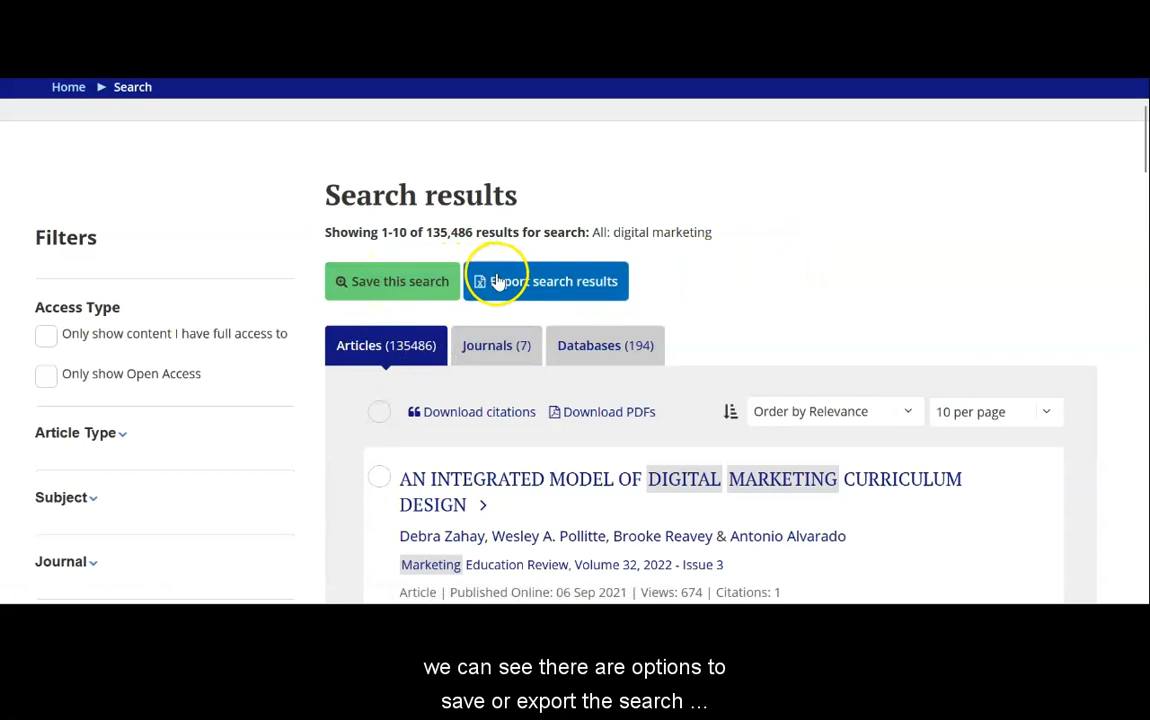 Home ▶ Search
Search results
Showing 1-10 of 135,486 results for search: All: digital marketing
Save this search
Export search results
Filters
Access Type
Only show content I have full access to
Only show Open Access
Article Type
Subject
Journal
Articles (135486)
Journals (7)
Databases (194)
Download citations
Download PDFs
Order by Relevance
10 per page
AN INTEGRATED MODEL OF DIGITAL MARKETING CURRICULUM
DESIGN >
Debra Zahay, Wesley A. Pollitte, Brooke Reavey & Antonio Alvarado
Marketing Education Review, Volume 32, 2022 - Issue 3
Article | Published Online: 06 Sep 2021 | Views: 674 | Citations: 1
we can see there are options to
save or export the search ...